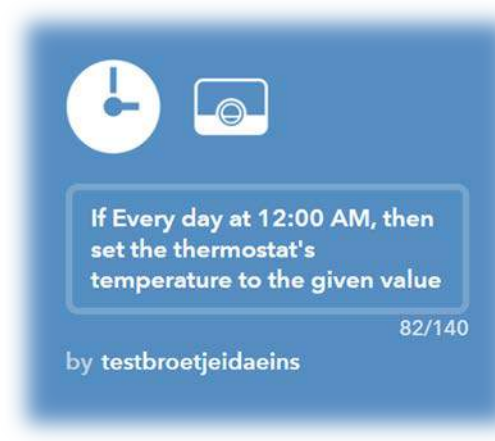 If Every day at 12:00 AM, then
set the thermostat's
temperature to the given value
82/140
by testbroetjeidaeins